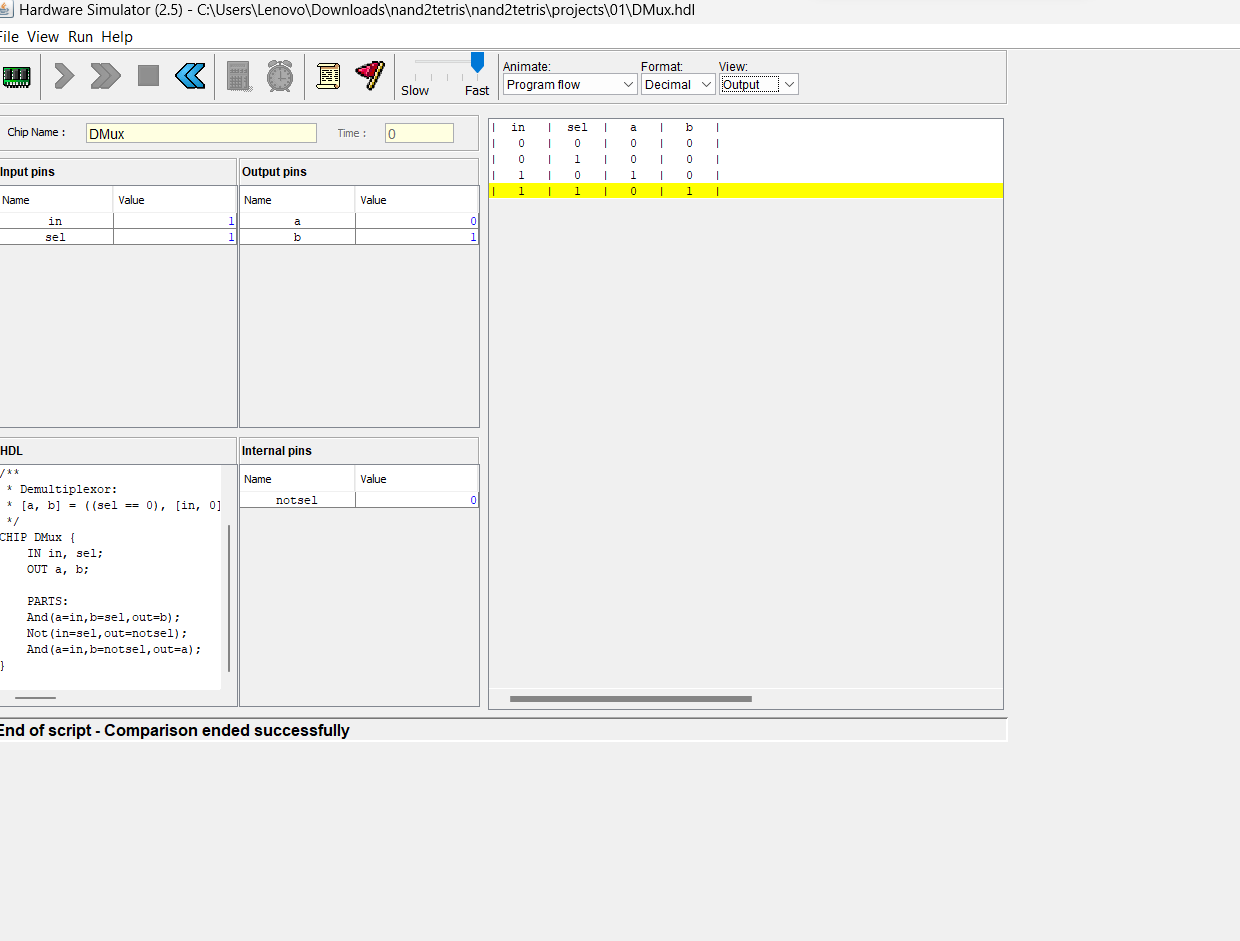 Hardware Simulator (2.5) - C:\Users\Lenovo\Downloads\nand2tetris\nand2tetris\projects\01\DMux.hdl
File View Run Help
Slow Fast
Animate: Format: View:
Program flow Decimal Output
Chip Name : DMux Time : 0
Input pins
Name Value
in 1
sel 1
Output pins
Name Value
a 0
b 1
HDL
/**
* Demultiplexor:
* [a, b] = ((sel == 0), [in, 0]
*/
CHIP DMux {
IN in, sel;
OUT a, b;
PARTS:
And(a=in,b=sel,out=b);
Not(in=sel,out=notsel);
And(a=in,b=notsel,out=a);
}
Internal pins
Name Value
notsel 0
| in | sel | a | b |
| 0 | 0 | 0 | 0 |
| 0 | 1 | 0 | 0 |
| 1 | 0 | 1 | 0 |
| 1 | 1 | 0 | 1 |
End of script - Comparison ended successfully